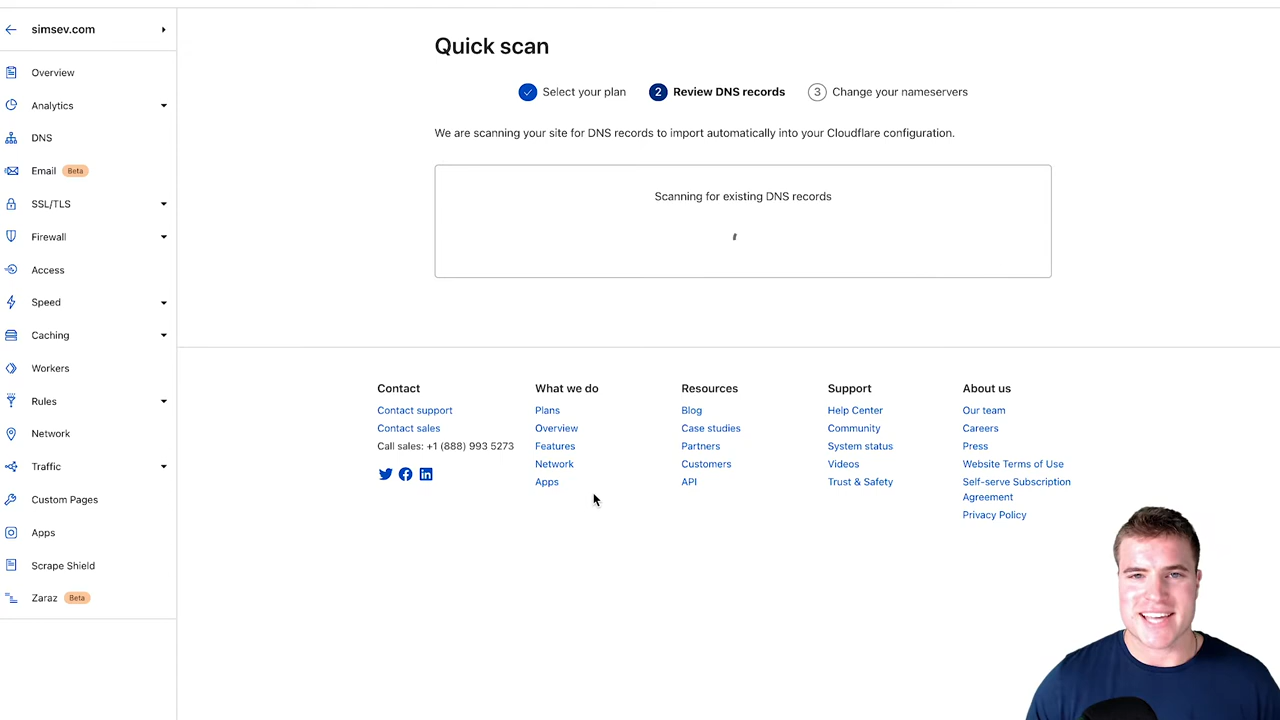 simsev.com
Overview
Analytics
DNS
Email Beta
SSL/TLS
Firewall
Access
Speed
Caching
Workers
Rules
Network
Traffic
Custom Pages
Apps
Scrape Shield
Zaraz Beta
Quick scan
Select your plan 2 Review DNS records 3 Change your nameservers
We are scanning your site for DNS records to import automatically into your Cloudflare configuration.
Scanning for existing DNS records
Contact
Contact support
Contact sales
Call sales: +1 (888) 993 5273
What we do
Plans
Overview
Features
Network
Apps
Resources
Blog
Case studies
Partners
Customers
API
Support
Help Center
Community
System status
Videos
Trust & Safety
About us
Our team
Careers
Press
Website Terms of Use
Self-serve Subscription
Agreement
Privacy Policy